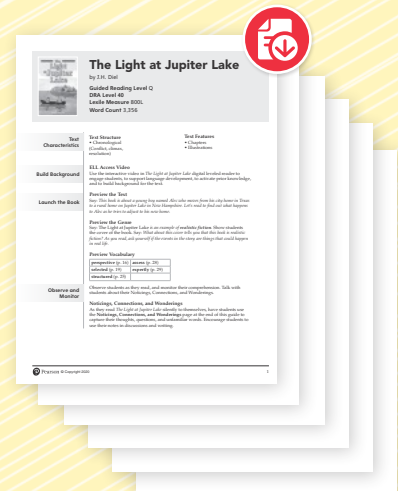 The Light at Jupiter Lake
by J.H. Diel
Guided Reading Level Q
DRA Level 40
Lexile Measure 800L
Word Count 3,356
Text
Characteristics
Text Structure
• Chronological
(Conflict, climax,
resolution)
Text Features
• Chapters
• Illustrations
Build Background
ELL Access Video
Use the interactive video in The Light at Jupiter Lake digital leveled reader to
engage students, to support language development, to activate prior knowledge,
and to build background for the text.
Launch the Book
Preview the Text
Say: This book is about a young boy named Alex who moves from his city home in Texas
to a rural home on Jupiter Lake in New Hampshire. Let's read to find out what happens
to Alex as he tries to adjust to his new home.
Preview the Genre
Say: The Light at Jupiter Lake is an example of realistic fiction. Show students
the cover of the book. Say: What about this cover tells you that this book is realistic
fiction? As you read, ask yourself if the events in the story are things that could happen
in real life.
Preview Vocabulary
perspective (p. 16) access (p. 28)
solitified (p. 19) expertly (p. 29)
structured (p. 25)
Observe and
Monitor
Observe students as they read, and monitor their comprehension. Talk with
students about their Noticings, Connections, and Wonderings.
Noticings, Connections, and Wonderings
As they read The Light at Jupiter Lake silently to themselves, have students use
the Noticings, Connections, and Wonderings page at the end of this guide to
capture their thoughts, questions, and unfamiliar words. Encourage students to
use their notes in discussions and writing.
Pearson © Copyright 2020
1